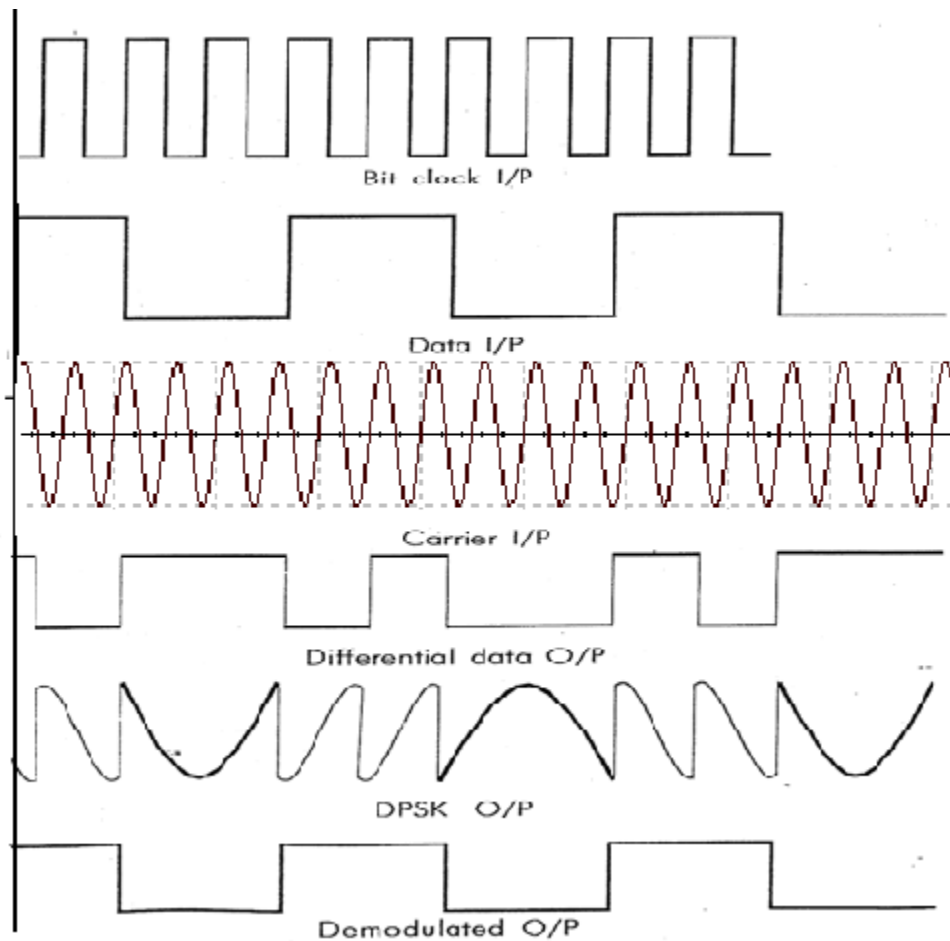 Bit clock I/P
Data I/P
Carrier I/P
Differential data O/P
DPSK O/P
Demodulated O/P